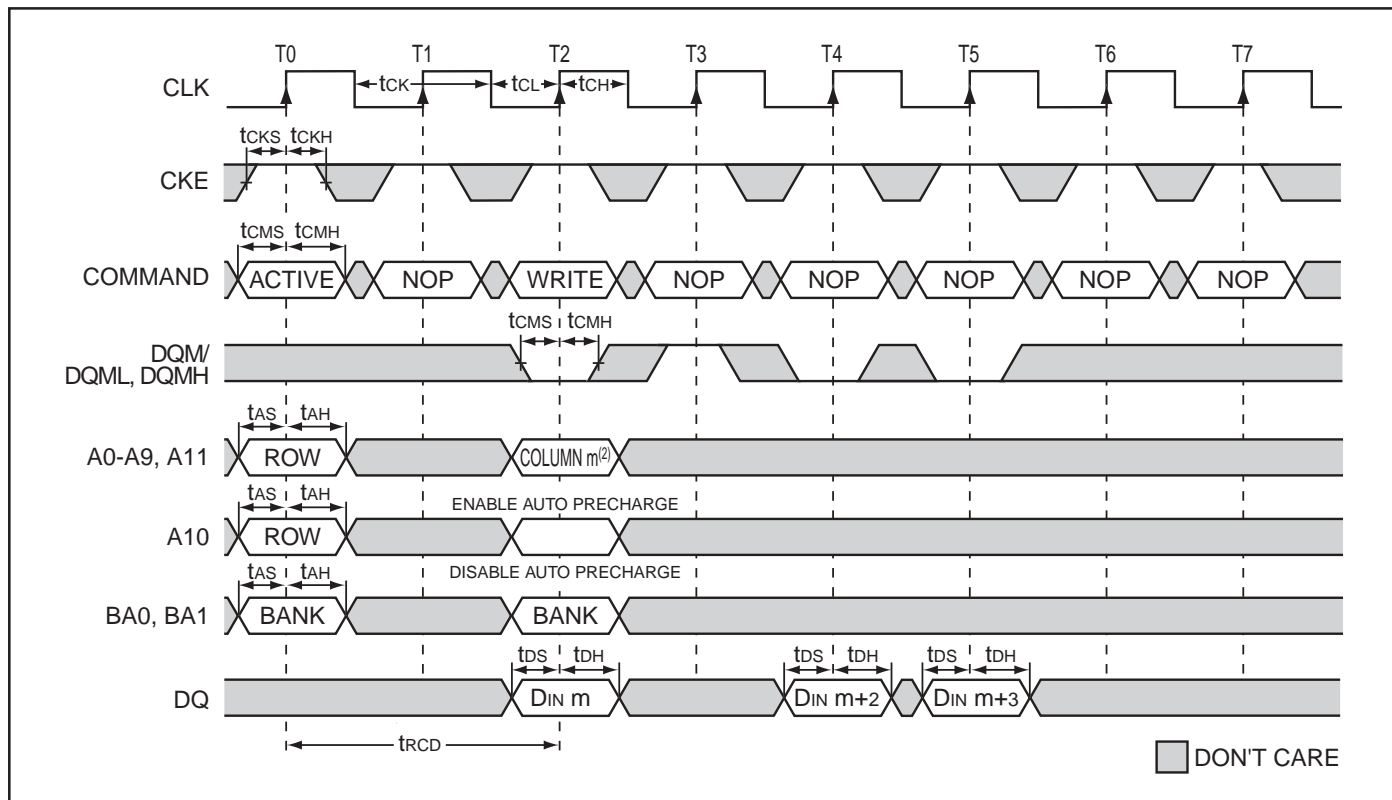 T0 T1 T2 T3 T4 T5 T6 T7
CLK tCK tCL tCH
tCKS tCKH
CKE
tCMS tCMH
COMMAND ACTIVE NOP WRITE NOP NOP NOP NOP NOP
tCMS tCMH
DQM/
DQML, DQMH
tAS tAH
A0-A9, A11 ROW COLUMN m(2)
tAS tAH ENABLE AUTO PRECHARGE
A10 ROW
tAS tAH DISABLE AUTO PRECHARGE
BA0, BA1 BANK BANK
tDS tDH tDS tDH tDS tDH
DQ DIN m DIN m+2 DIN m+3
tRCD
DON'T CARE